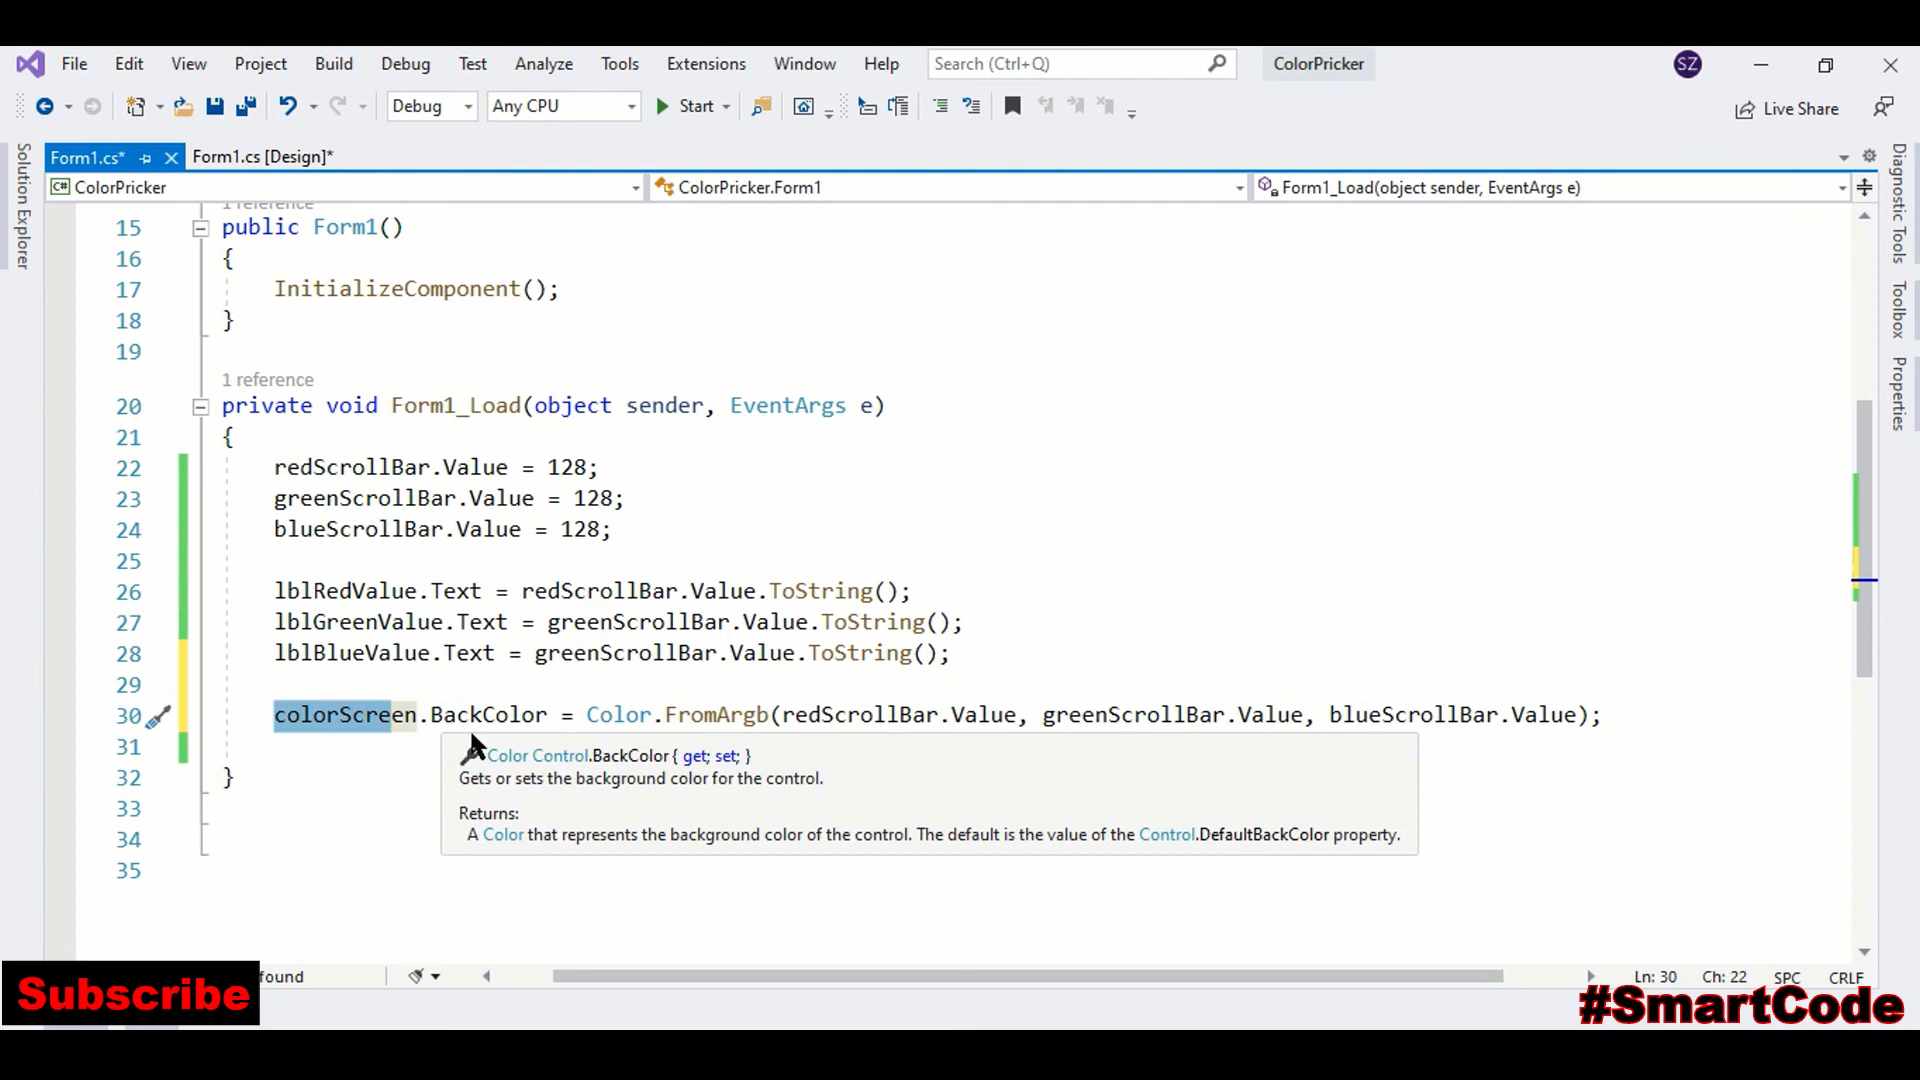 File Edit View Project Build Debug Test Analyze Tools Extensions Window Help Search (Ctrl+Q) ColorPricker SZ
Debug Any CPU Start Live Share
Form1.cs* Form1.cs [Design]*
C# ColorPricker ColorPricker.Form1 Form1_Load(object sender, EventArgs e)
Solution Explorer
Diagnostic Tools
Toolbox
Properties
1 reference
15 public Form1()
16 {
17 InitializeComponent();
18 }
19
1 reference
20 private void Form1_Load(object sender, EventArgs e)
21 {
22 redScrollBar.Value = 128;
23 greenScrollBar.Value = 128;
24 blueScrollBar.Value = 128;
25
26 lblRedValue.Text = redScrollBar.Value.ToString();
27 lblGreenValue.Text = greenScrollBar.Value.ToString();
28 lblBlueValue.Text = greenScrollBar.Value.ToString();
29
30 colorScreen.BackColor = Color.FromArgb(redScrollBar.Value, greenScrollBar.Value, blueScrollBar.Value);
31
Color Control.BackColor { get; set; }
Gets or sets the background color for the control.
32 }
33
Returns:
A Color that represents the background color of the control. The default is the value of the Control.DefaultBackColor property.
34
35
found Ln: 30 Ch: 22 SPC CRLF
Subscribe
#SmartCode